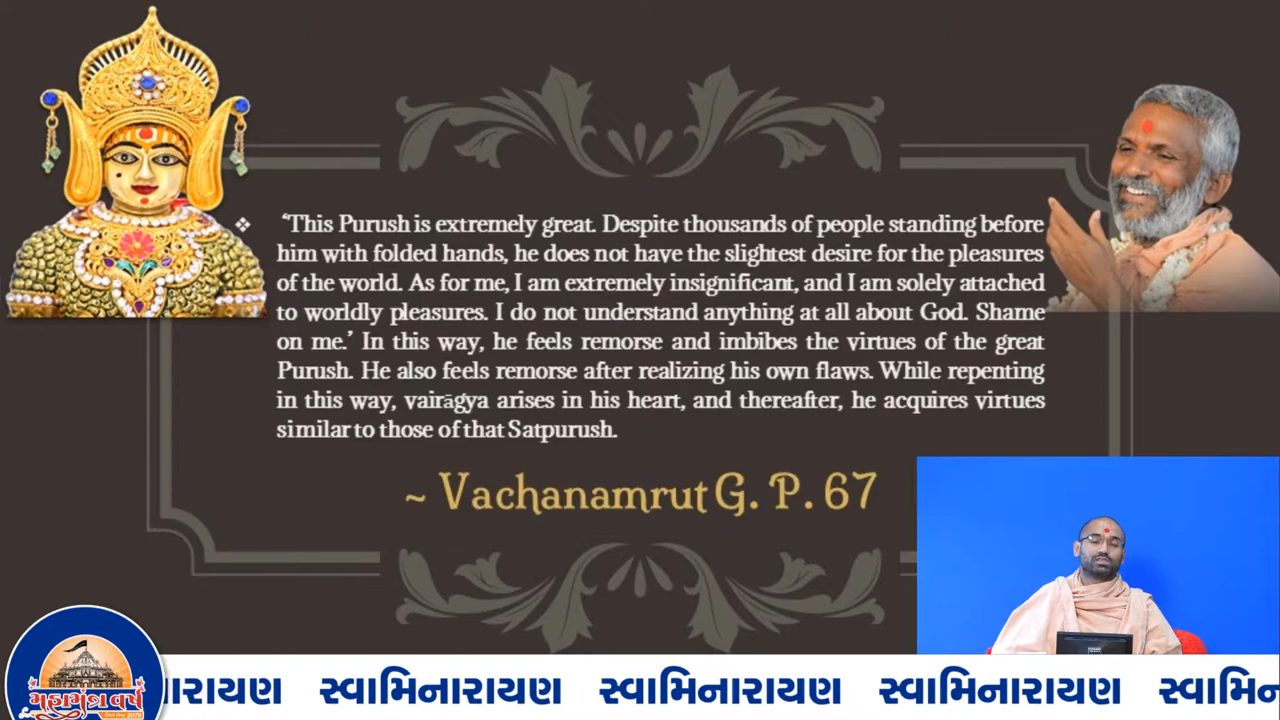 ❖ ‘This Purush is extremely great. Despite thousands of people standing before
him with folded hands, he does not have the slightest desire for the pleasures
of the world. As for me, I am extremely insignificant, and I am solely attached
to worldly pleasures. I do not understand anything at all about God. Shame
on me.’ In this way, he feels remorse and imbibes the virtues of the great
Purush. He also feels remorse after realizing his own flaws. While repenting
in this way, vairāgya arises in his heart, and thereafter, he acquires virtues
similar to those of that Satpurush.
~ Vachanamrut G. P. 67
મહામંત્ર વર્ષ
ારાયણ સ્વામિનારાયણ સ્વામિનારાયણ સ્વામિનારાયણ સ્વામિન